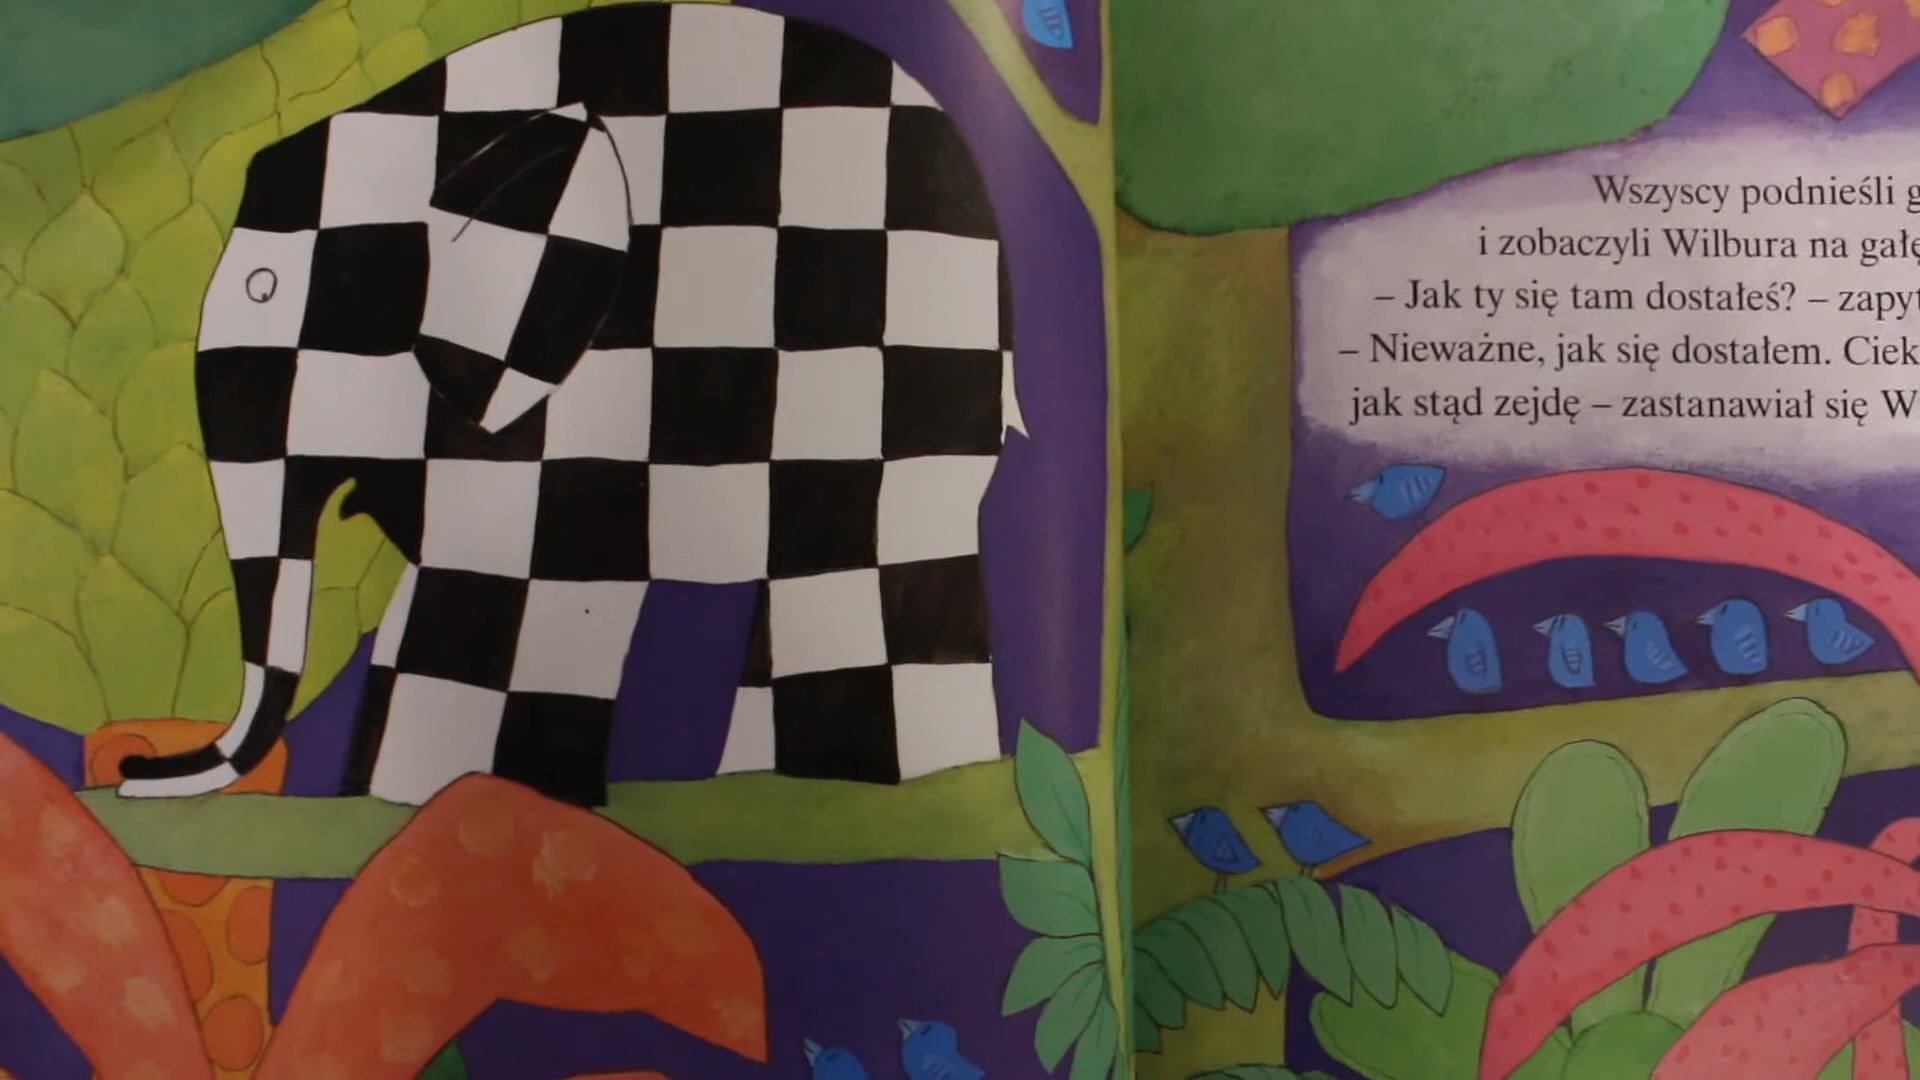 Wszyscy podnieśli
i zobaczyli Wilbura na
– Jak ty się tam dostałeś? –
– Nieważne, jak się dostałem.
jak stąd zejdę – zastanawiał się